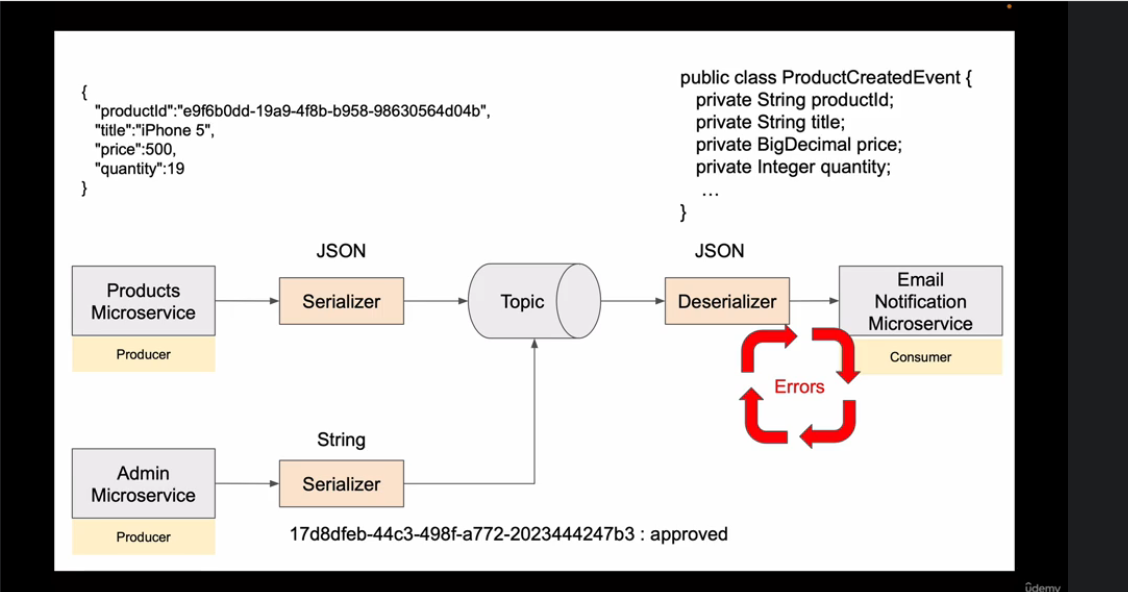 {
"productId":"e9f6b0dd-19a9-4f8b-b958-98630564d04b",
"title":"iPhone 5",
"price":500,
"quantity":19
}
public class ProductCreatedEvent {
private String productId;
private String title;
private BigDecimal price;
private Integer quantity;
...
}
JSON
JSON
Products
Microservice
Serializer
Topic
Deserializer
Email
Notification
Microservice
Producer
Consumer
Errors
String
Admin
Microservice
Serializer
Producer
17d8dfeb-44c3-498f-a772-2023444247b3 : approved
ûdemy